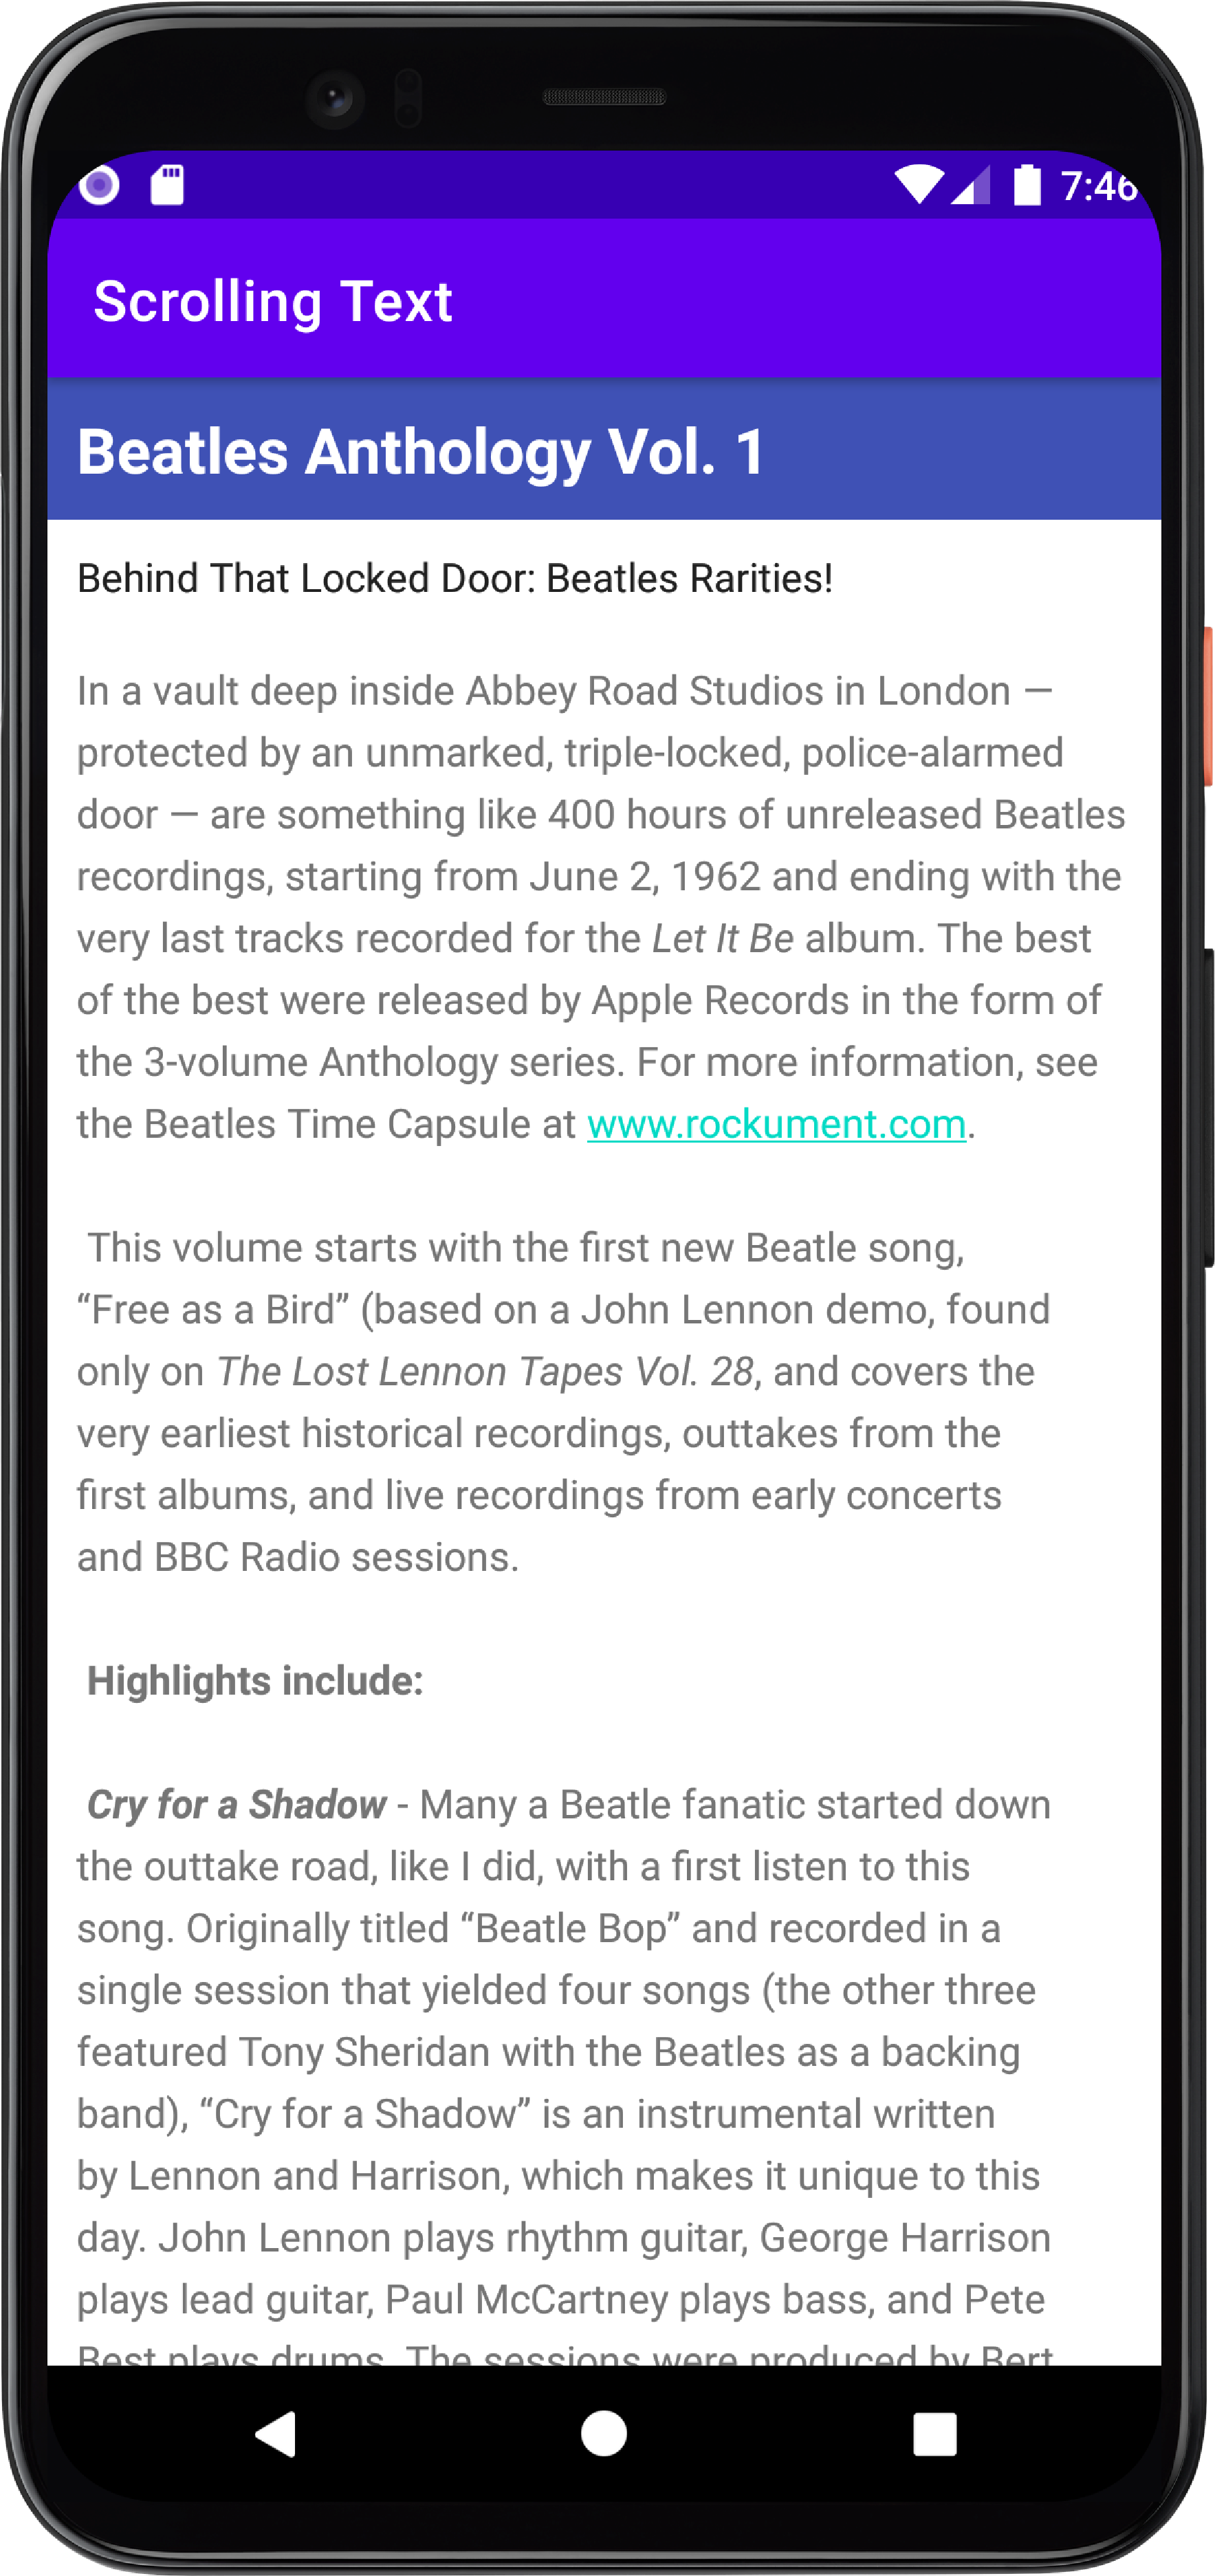 7:46
Scrolling Text
Beatles Anthology Vol. 1
Behind That Locked Door: Beatles Rarities!
In a vault deep inside Abbey Road Studios in London —
protected by an unmarked, triple-locked, police-alarmed
door — are something like 400 hours of unreleased Beatles
recordings, starting from June 2, 1962 and ending with the
very last tracks recorded for the Let It Be album. The best
of the best were released by Apple Records in the form of
the 3-volume Anthology series. For more information, see
the Beatles Time Capsule at www.rockument.com.
This volume starts with the first new Beatle song,
“Free as a Bird” (based on a John Lennon demo, found
only on The Lost Lennon Tapes Vol. 28, and covers the
very earliest historical recordings, outtakes from the
first albums, and live recordings from early concerts
and BBC Radio sessions.
Highlights include:
Cry for a Shadow - Many a Beatle fanatic started down
the outtake road, like I did, with a first listen to this
song. Originally titled “Beatle Bop” and recorded in a
single session that yielded four songs (the other three
featured Tony Sheridan with the Beatles as a backing
band), “Cry for a Shadow” is an instrumental written
by Lennon and Harrison, which makes it unique to this
day. John Lennon plays rhythm guitar, George Harrison
plays lead guitar, Paul McCartney plays bass, and Pete
Best plays drums. The sessions were produced by Bert